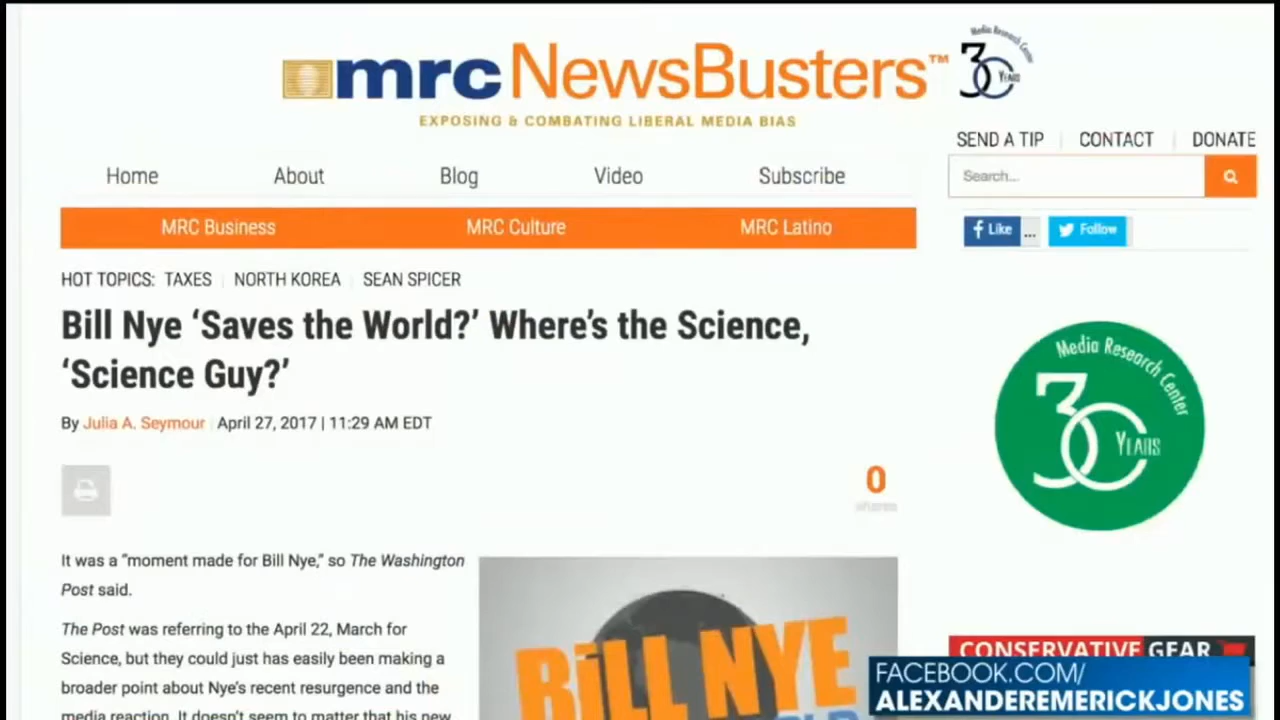 mrc NewsBusters™
Media Research Center
30 YEARS
EXPOSING & COMBATING LIBERAL MEDIA BIAS
SEND A TIP CONTACT DONATE
Home About Blog Video Subscribe
Search...
MRC Business MRC Culture MRC Latino
f Like ... Follow
HOT TOPICS: TAXES NORTH KOREA SEAN SPICER
Bill Nye ‘Saves the World?’ Where’s the Science,
‘Science Guy?’
By Julia A. Seymour April 27, 2017 | 11:29 AM EDT
Media Research Center
30 YEARS
0
shares
It was a “moment made for Bill Nye,” so The Washington
Post said.
The Post was referring to the April 22, March for
Science, but they could just has easily been making a
broader point about Nye’s recent resurgence and the
media reaction. It doesn’t seem to matter that his new
BiLL NYE
CONSERVATIVE GEAR
FACEBOOK.COM/
ALEXANDEREMERICKJONES